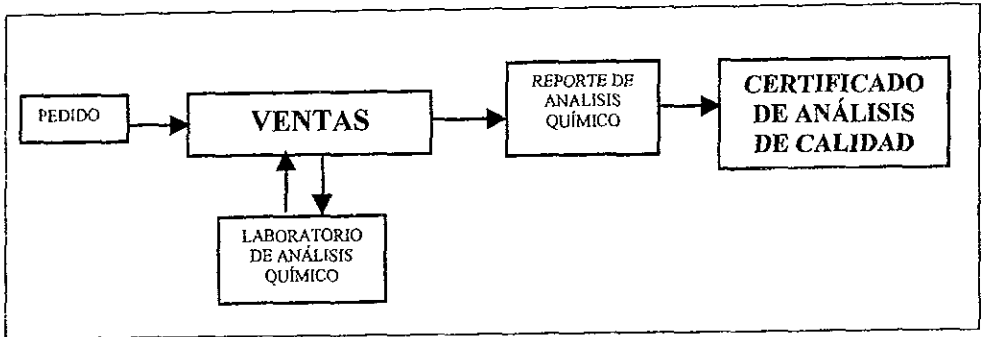 PEDIDO
VENTAS
REPORTE DE
ANALISIS
QUÍMICO
CERTIFICADO
DE ANÁLISIS
DE CALIDAD
LABORATORIO
DE ANÁLISIS
QUÍMICO